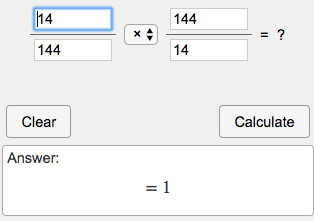 14 144
× = ?
144 14
Clear Calculate
Answer:
= 1